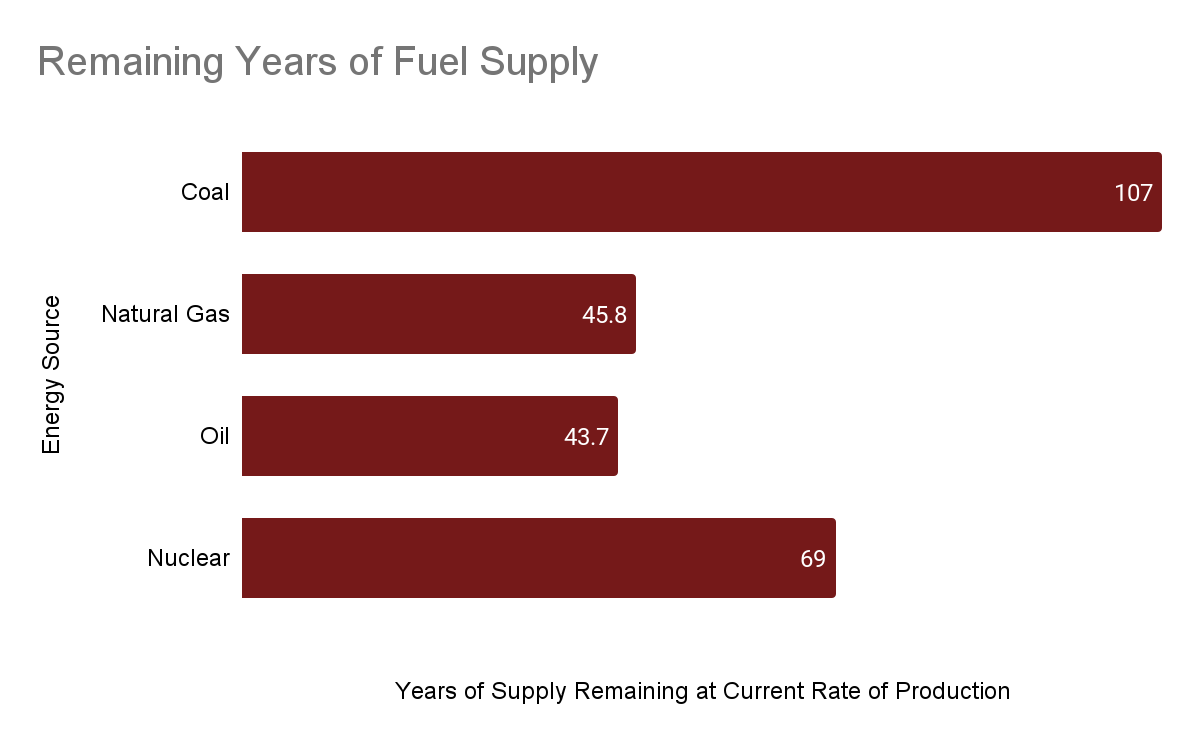 Remaining Years of Fuel Supply
Energy Source
Coal
107
Natural Gas
45.8
Oil
43.7
Nuclear
69
Years of Supply Remaining at Current Rate of Production